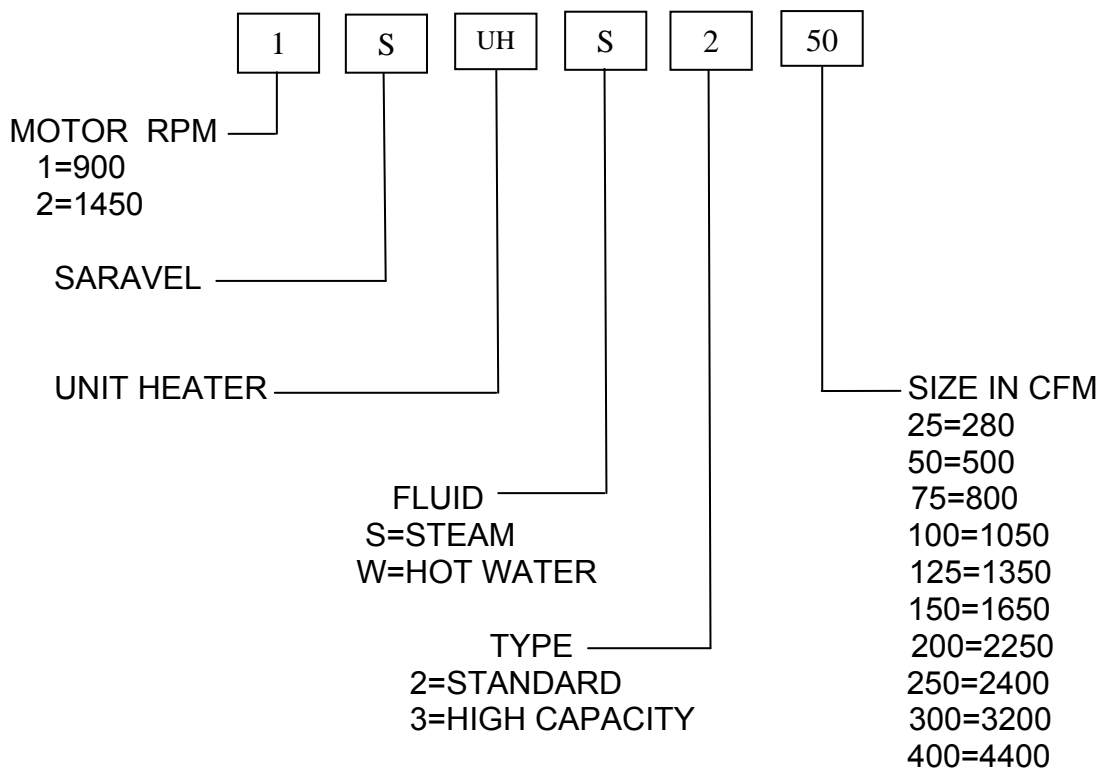 1 S UH S 2 50
MOTOR RPM
1=900
2=1450
SARAVEL
UNIT HEATER
FLUID
S=STEAM
W=HOT WATER
TYPE
2=STANDARD
3=HIGH CAPACITY
SIZE IN CFM
25=280
50=500
75=800
100=1050
125=1350
150=1650
200=2250
250=2400
300=3200
400=4400